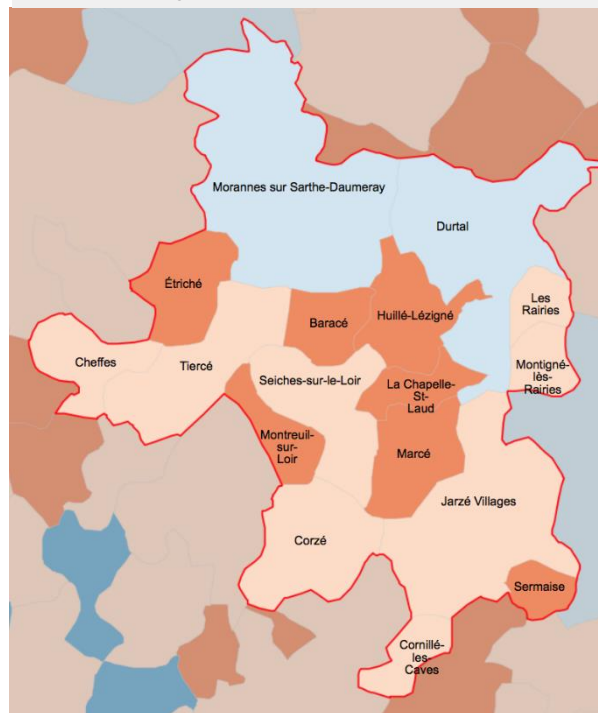 Morannes sur Sarthe-Daumeray
Durtal
Étriché
Les
Rairies
Baracé
Huillé-Lézigné
Cheffes
Tiercé
Seiches-sur-le-Loir
Montigné-
lès-
Rairies
La Chapelle-
St-
Laud
Montreuil-
sur-
Loir
Marcé
Jarzé Villages
Corzé
Sermaise
Cornillé-
les-
Caves